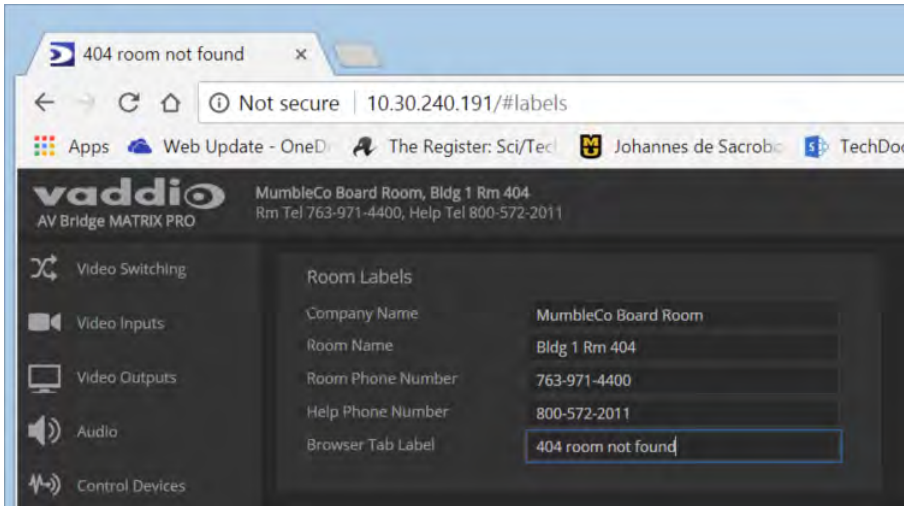 404 room not found
Not secure 10.30.240.191/#labels
Apps Web Update - OneD The Register: Sci/Tec Johannes de Sacrobo TechDoc
vaddio
AV Bridge MATRIX PRO
MumbleCo Board Room, Bldg 1 Rm 404
Rm Tel 763-971-4400, Help Tel 800-572-2011
Video Switching
Video Inputs
Video Outputs
Audio
Control Devices
Room Labels
Company Name MumbleCo Board Room
Room Name Bldg 1 Rm 404
Room Phone Number 763-971-4400
Help Phone Number 800-572-2011
Browser Tab Label 404 room not found